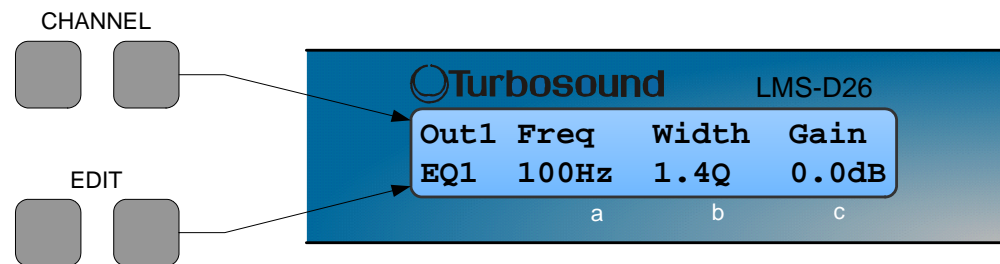 CHANNEL
Turbosound LMS-D26
Out1 Freq Width Gain
EQ1 100Hz 1.4Q 0.0dB
EDIT
a b c